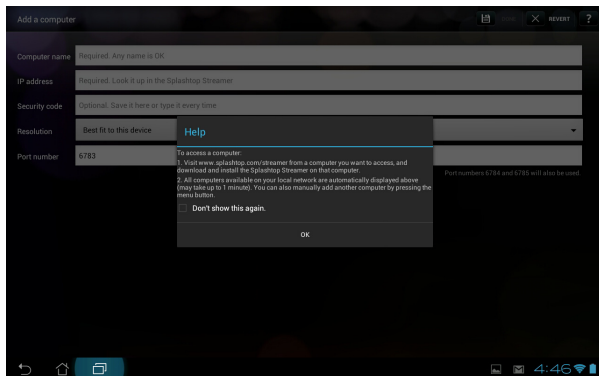 Add a computer
REVERT
?
Computer name
Required. Any name is OK
IP address
Required. Look it up in the Splashtop Streamer
Security code
Optional. Save it here or type it every time
Resolution
Best fit to this device
Port number
6783
Port numbers 6784 and 6785 will also be used.
Help
To access a computer:
1. Visit www.splashtop.com/streamer from a computer you want to access, and
download and install the Splashtop Streamer on that computer.
2. All computers available on your local network are automatically displayed above
(may take up to 1 minute). You can also manually add another computer by pressing the
menu button.
Don't show this again.
OK
4:46